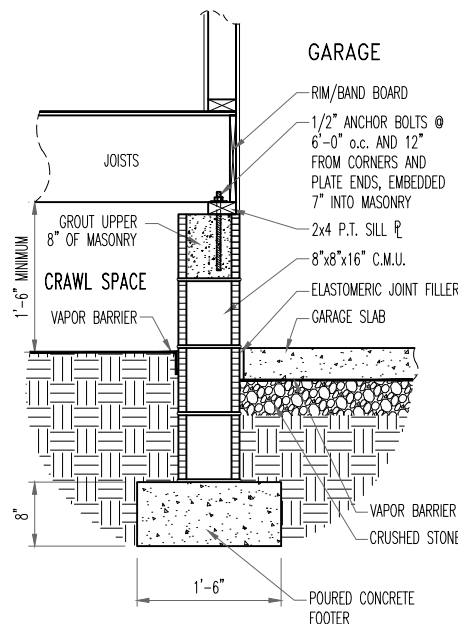 GARAGE
RIM/BAND BOARD
1/2" ANCHOR BOLTS @
6'-0" o.c. AND 12"
FROM CORNERS AND
PLATE ENDS, EMBEDDED
7" INTO MASONRY
JOISTS
GROUT UPPER
8" OF MASONRY
2x4 P.T. SILL PL
1'-6" MINIMUM
CRAWL SPACE
8"x8"x16" C.M.U.
ELASTOMERIC JOINT FILLER
VAPOR BARRIER
GARAGE SLAB
8"
VAPOR BARRIER
CRUSHED STONE
1'-6"
POURED CONCRETE
FOOTER